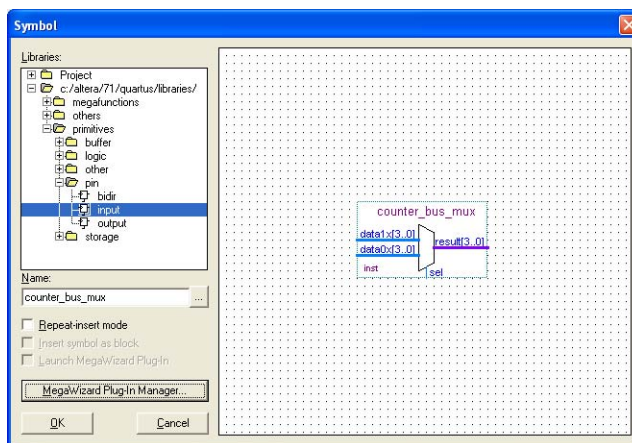 Symbol
Libraries:
Project
c:/altera/71/quartus/libraries/
megafunctions
others
primitives
buffer
logic
other
pin
bidir
input
output
storage
Name:
counter_bus_mux
...
Repeat-insert mode
Insert symbol as block
Launch MegaWizard Plug-In
MegaWizard Plug-In Manager...
OK
Cancel
counter_bus_mux
data1x[3..0]
result[3..0]
data0x[3..0]
inst
sel